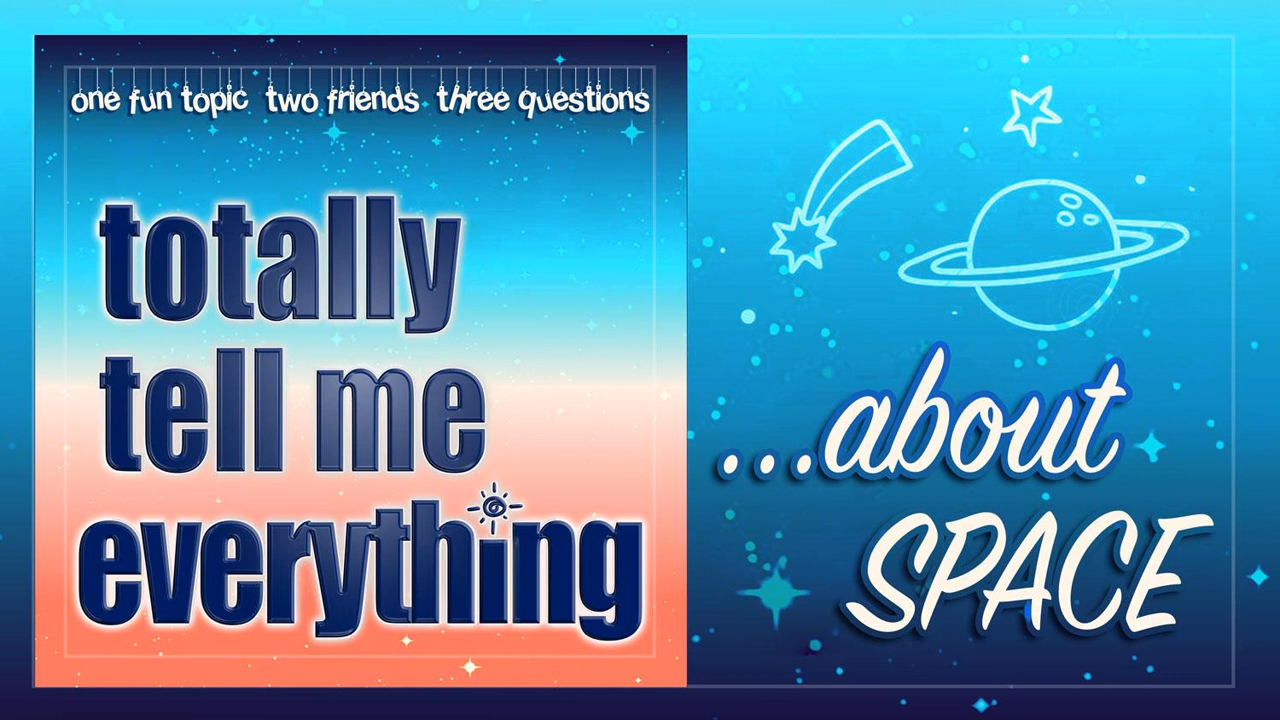 one fun topic two friends three questions
totally
tell me
everything
...about
SPACE